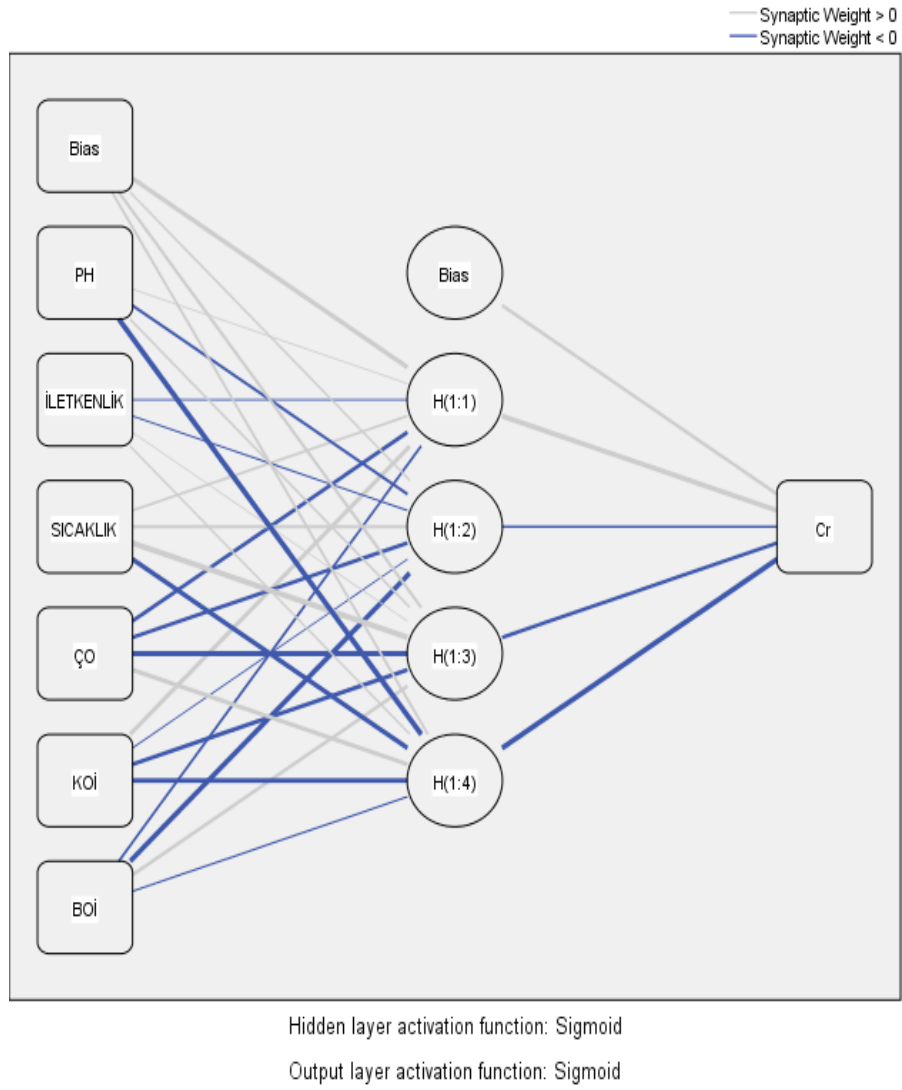 Synaptic Weight > 0
Synaptic Weight < 0
Bias
PH
Bias
İLETKENLİK
H(1:1)
SICAKLIK
H(1:2)
Cr
ÇO
H(1:3)
KOİ
H(1:4)
BOİ
Hidden layer activation function: Sigmoid
Output layer activation function: Sigmoid